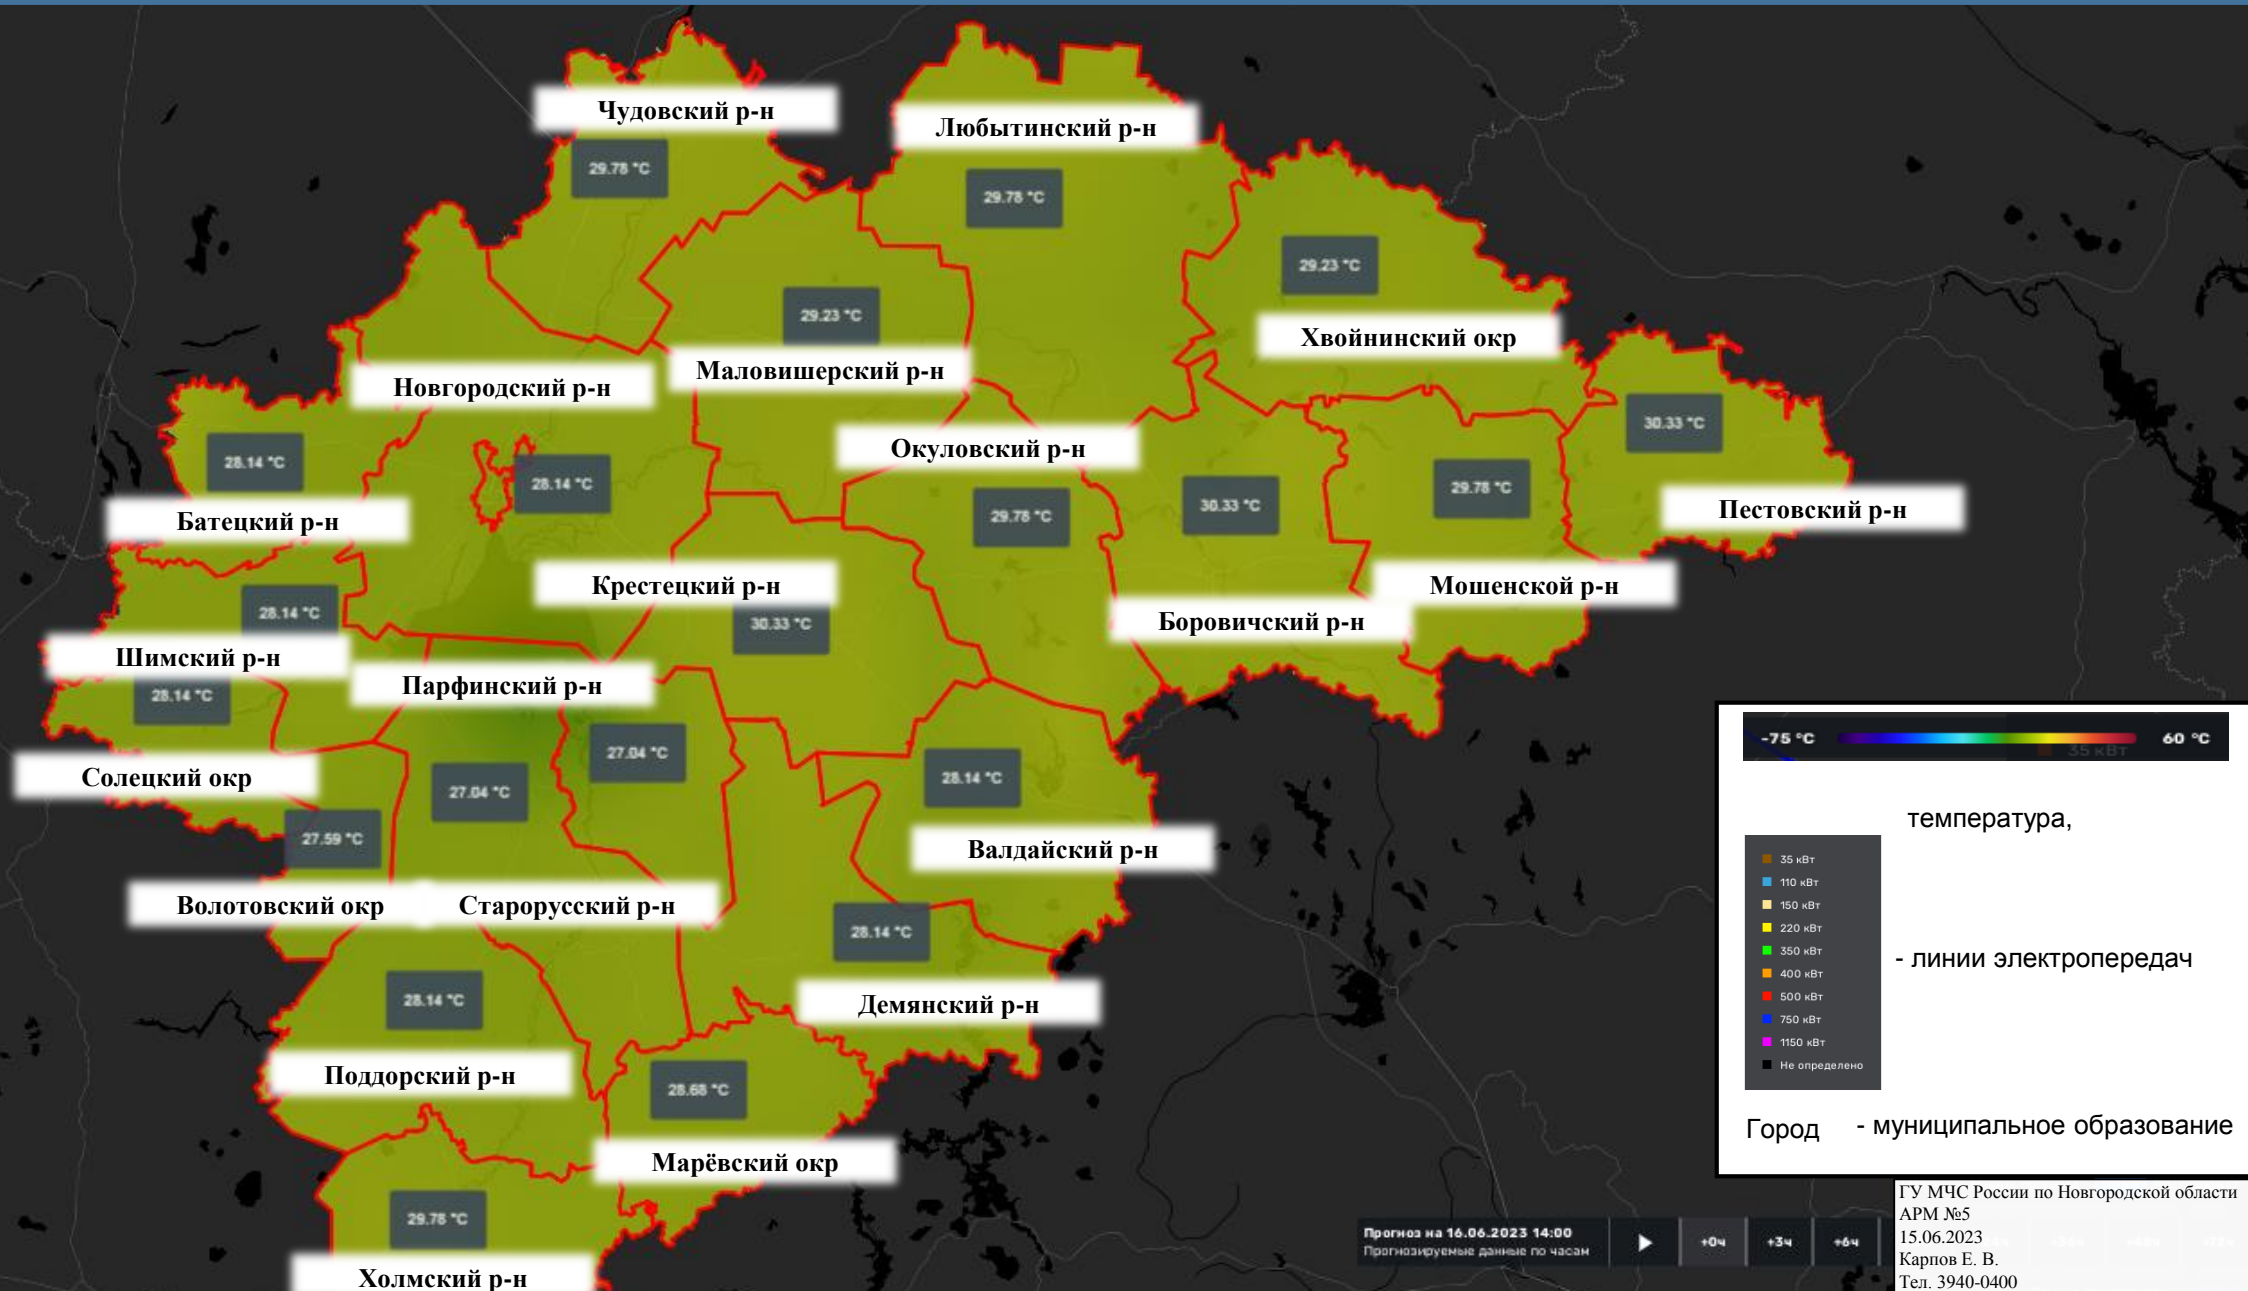 Чудовский р-н
Любытинский р-н
29.78 °C
29.78 °C
29.23 °C
Хвойнинский окр
29.23 °C
Маловишерский р-н
Новгородский р-н
30.33 °C
Пестовский р-н
Окуловский р-н
28.14 °C
Батецкий р-н
28.14 °C
29.78 °C
30.33 °C
29.78 °C
Мошенской р-н
Крестецкий р-н
30.33 °C
Боровичский р-н
28.14 °C
Шимский р-н
28.14 °C
Парфинский р-н
27.04 °C
Солецкий окр
27.04 °C
28.14 °C
Валдайский р-н
27.59 °C
Волотовский окр
Старорусский р-н
28.14 °C
Демянский р-н
28.14 °C
Поддорский р-н
28.68 °C
Марёвский окр
29.78 °C
Холмский р-н
-75 °C
60 °C
35 кВт
температура,
35 кВт
110 кВт
150 кВт
220 кВт
350 кВт
400 кВт
500 кВт
750 кВт
1150 кВт
Не определено
- линии электропередач
Город - муниципальное образование
Прогноз на 16.06.2023 14:00
Прогнозируемые данные по часам
+0ч +3ч +6ч
ГУ МЧС России по Новгородской области
АРМ №5
15.06.2023
Карпов Е. В.
Тел. 3940-0400